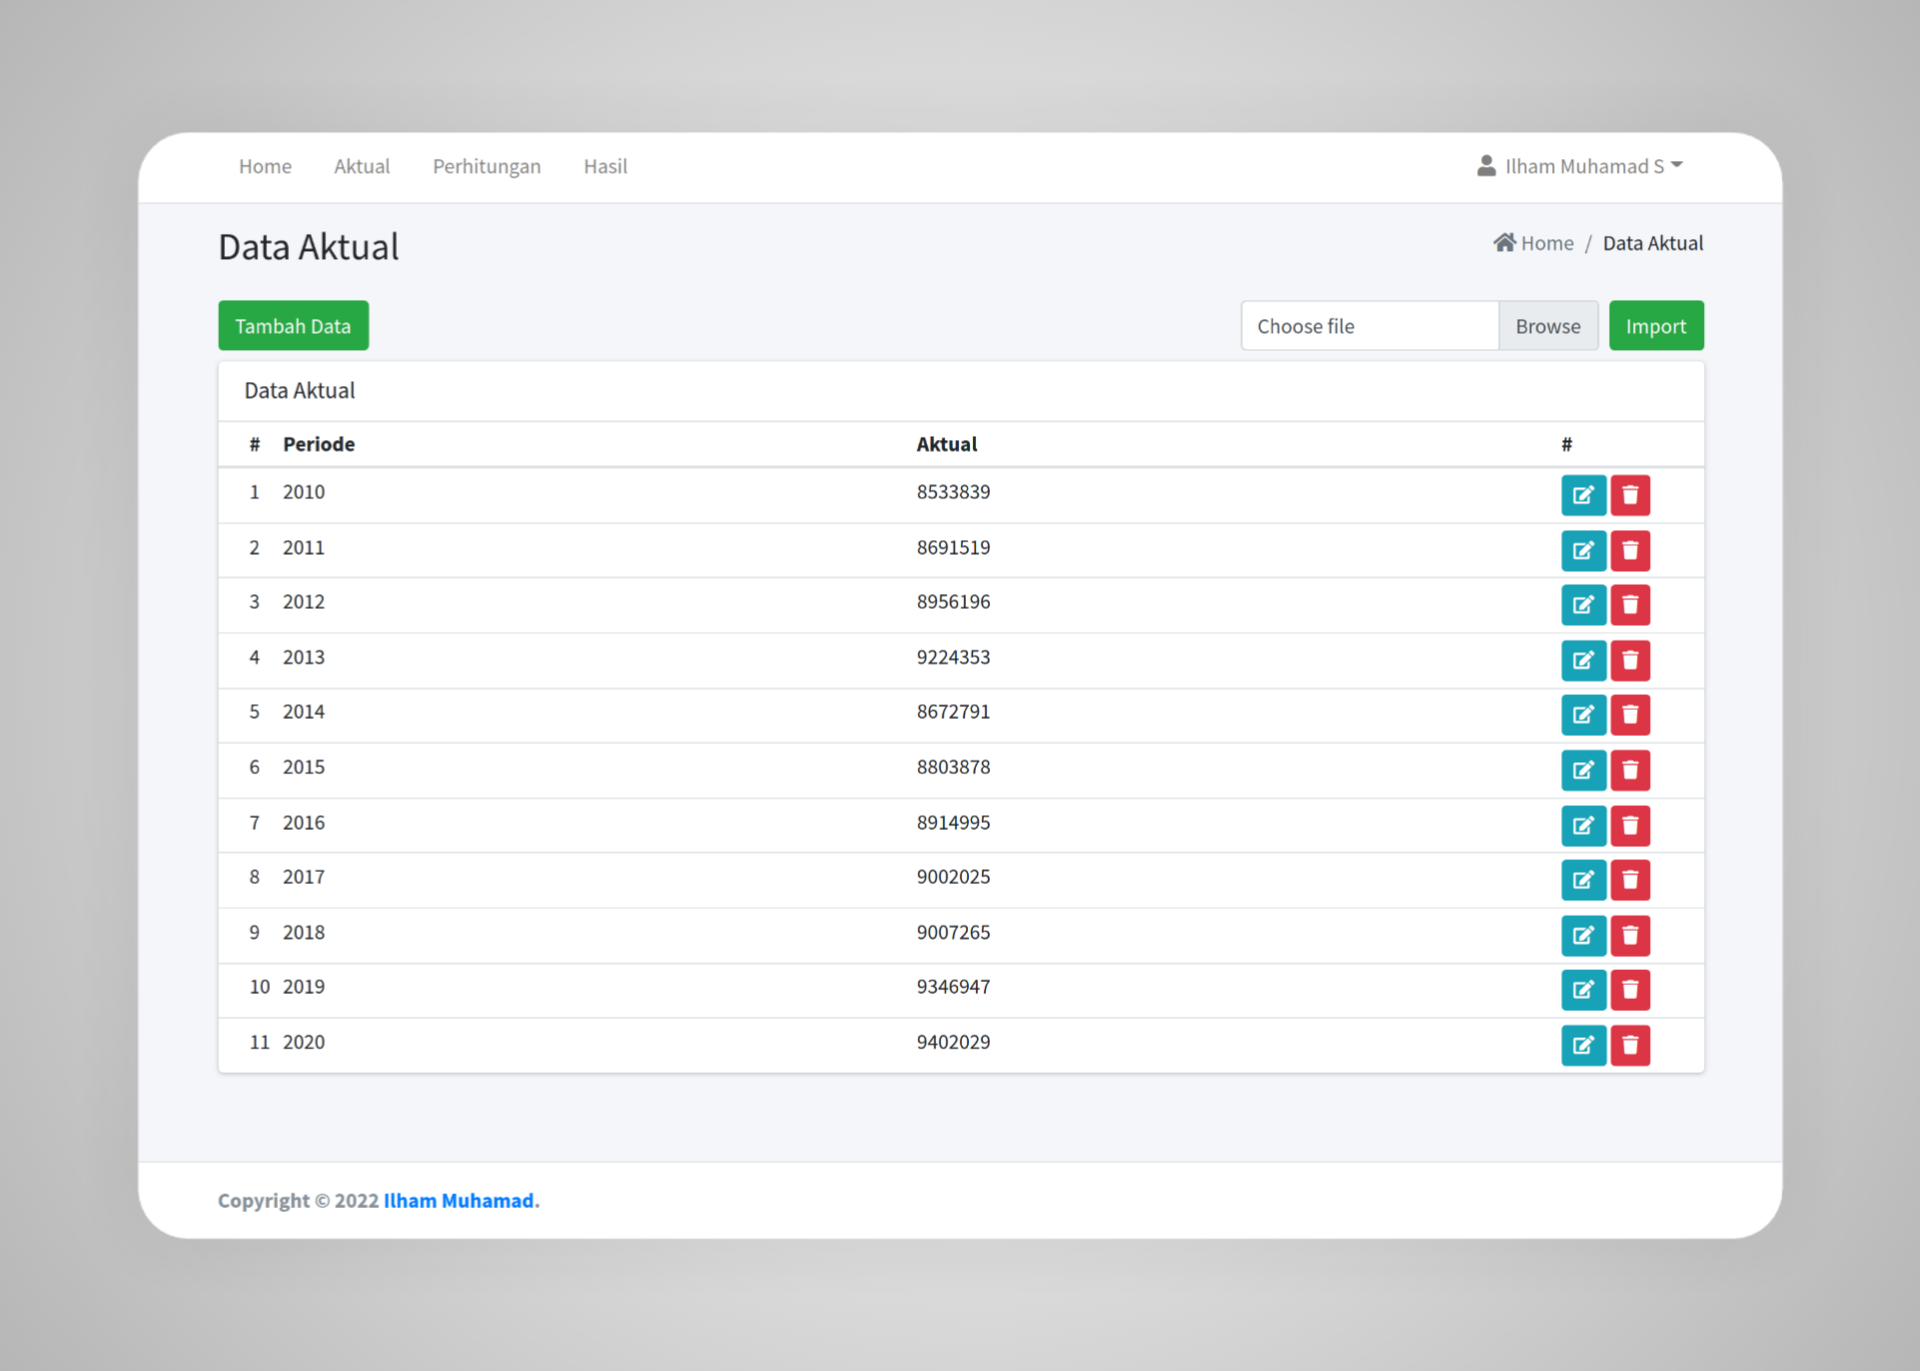 Home Aktual Perhitungan Hasil Ilham Muhamad S
Data Aktual Home / Data Aktual
Tambah Data Choose file Browse Import
Data Aktual
# Periode Aktual #
1 2010 8533839
2 2011 8691519
3 2012 8956196
4 2013 9224353
5 2014 8672791
6 2015 8803878
7 2016 8914995
8 2017 9002025
9 2018 9007265
10 2019 9346947
11 2020 9402029
Copyright © 2022 Ilham Muhamad.